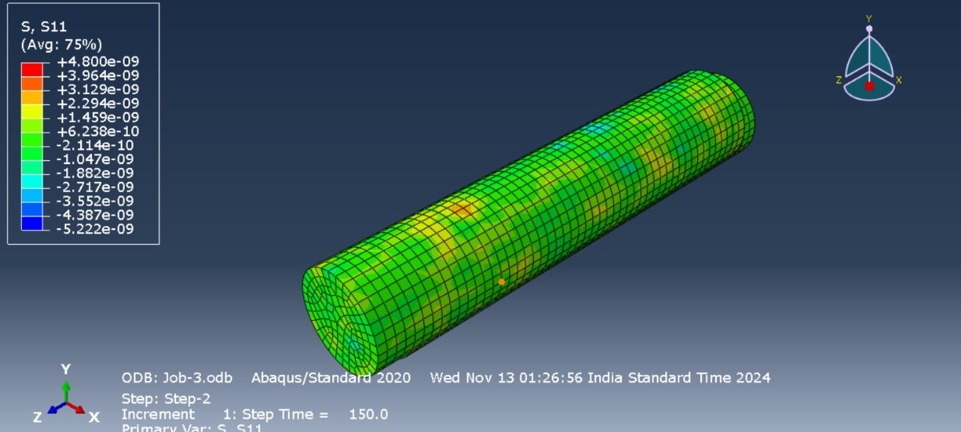 S, S11
(Avg: 75%)
+4.800e-09
+3.964e-09
+3.129e-09
+2.294e-09
+1.459e-09
+6.238e-10
-2.114e-10
-1.047e-09
-1.882e-09
-2.717e-09
-3.552e-09
-4.387e-09
-5.222e-09
Y
Z X
Y
Z X
ODB: Job-3.odb Abaqus/Standard 2020 Wed Nov 13 01:26:56 India Standard Time 2024
Step: Step-2
Increment 1: Step Time = 150.0
Primary Var: S, S11